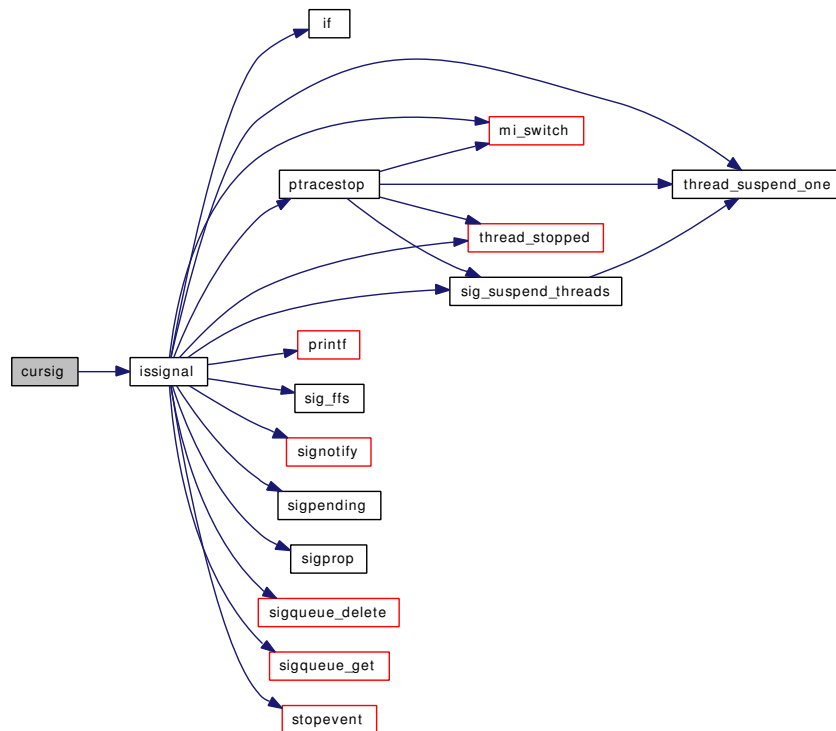 if
mi_switch
ptracestop
thread_suspend_one
thread_stopped
sig_suspend_threads
printf
cursig
issignal
sig_ffs
signotify
sigpending
sigprop
sigqueue_delete
sigqueue_get
stopevent